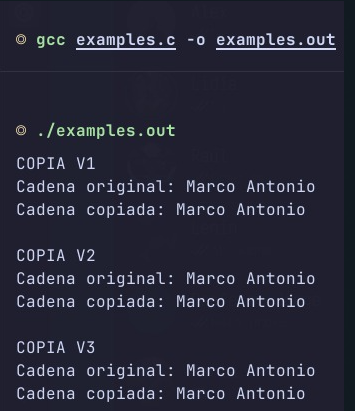 ◎ gcc examples.c -o examples.out
◎ ./examples.out
COPIA V1
Cadena original: Marco Antonio
Cadena copiada: Marco Antonio
COPIA V2
Cadena original: Marco Antonio
Cadena copiada: Marco Antonio
COPIA V3
Cadena original: Marco Antonio
Cadena copiada: Marco Antonio